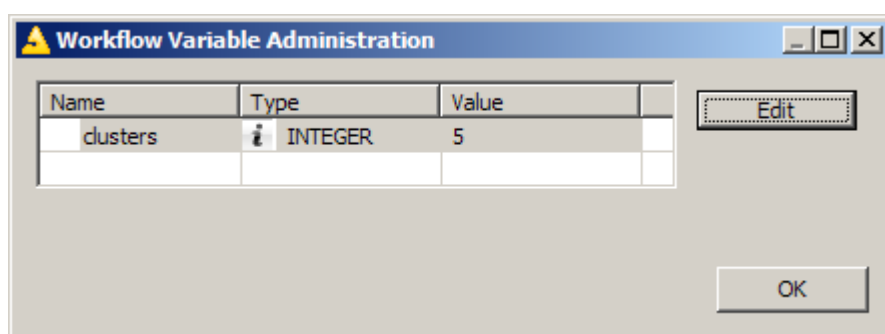 Workflow Variable Administration
Name Type Value
clusters i INTEGER 5
Edit
OK